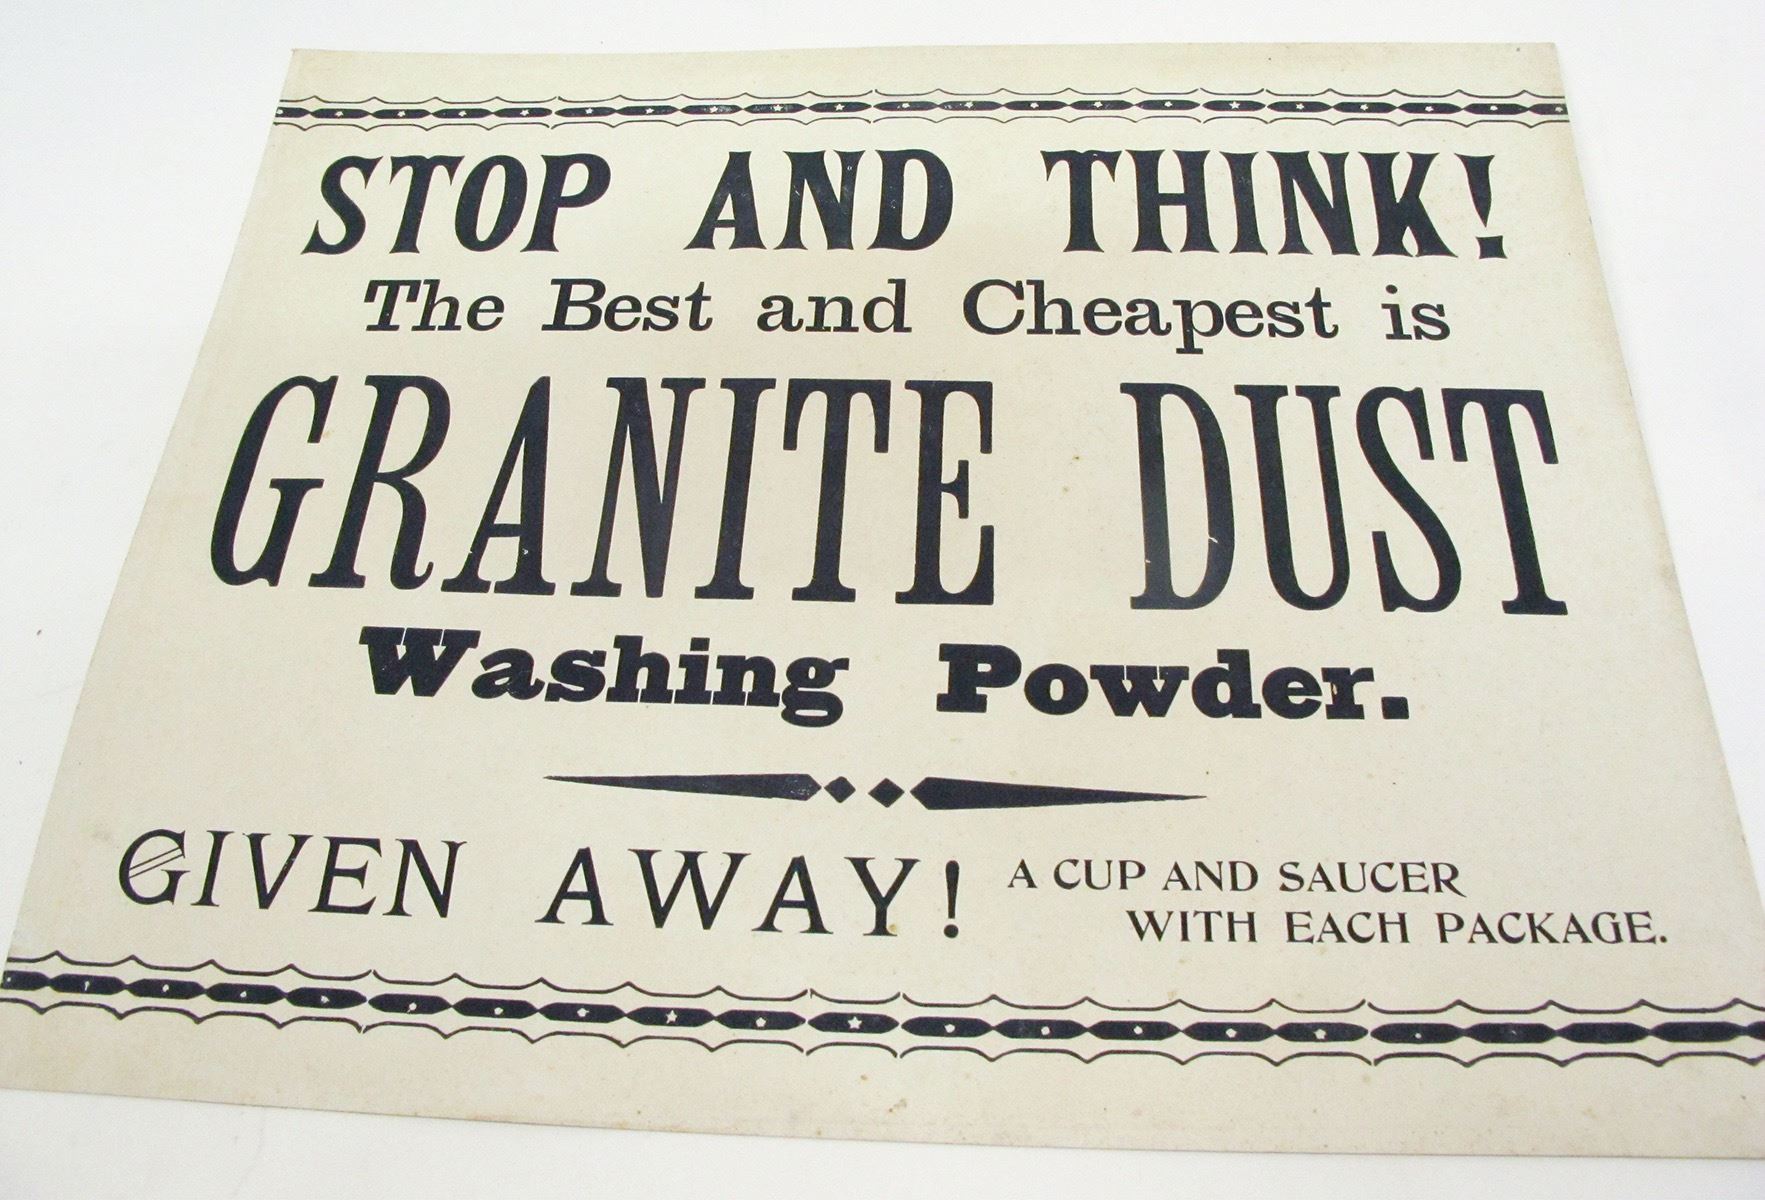 STOP AND THINK!
The Best and Cheapest is
GRANITE DUST
Washing Powder.
GIVEN AWAY! A CUP AND SAUCER
WITH EACH PACKAGE.